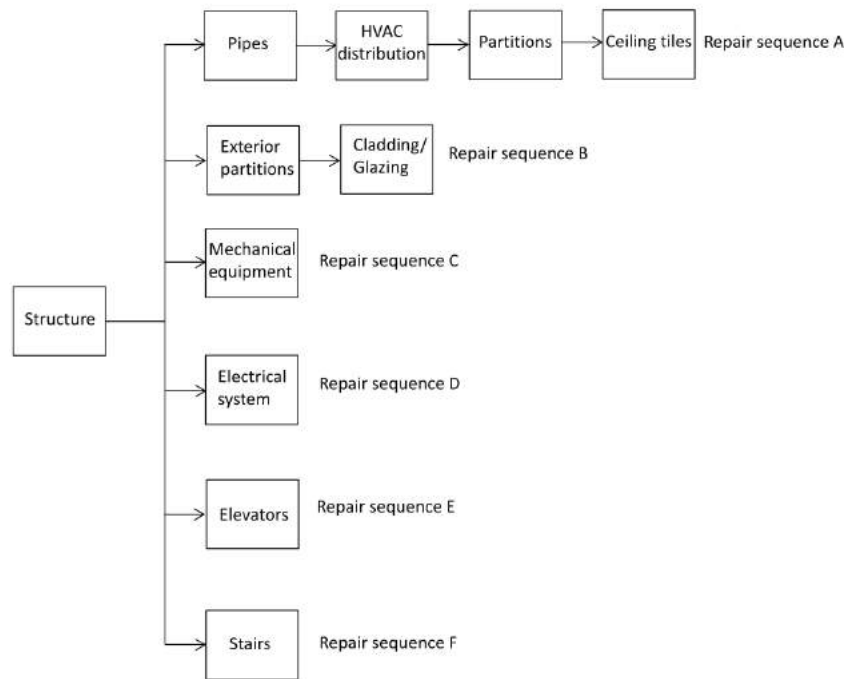 Pipes
HVAC
distribution
Partitions
Ceiling tiles
Repair sequence A
Exterior
partitions
Cladding/
Glazing
Repair sequence B
Mechanical
equipment
Repair sequence C
Structure
Electrical
system
Repair sequence D
Elevators
Repair sequence E
Stairs
Repair sequence F